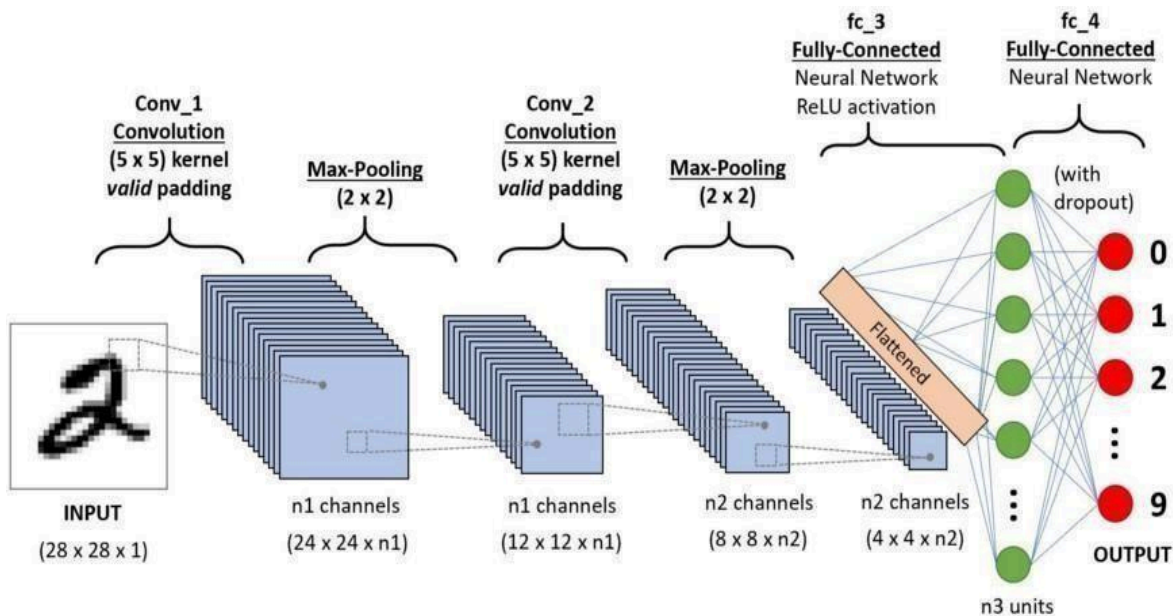 fc_3
Fully-Connected
Neural Network
ReLU activation
fc_4
Fully-Connected
Neural Network
Conv_1
Convolution
(5 x 5) kernel
valid padding
Max-Pooling
(2 x 2)
Conv_2
Convolution
(5 x 5) kernel
valid padding
Max-Pooling
(2 x 2)
(with
dropout)
Flattened
0
1
2
9
INPUT
(28 x 28 x 1)
n1 channels
(24 x 24 x n1)
n1 channels
(12 x 12 x n1)
n2 channels
(8 x 8 x n2)
n2 channels
(4 x 4 x n2)
OUTPUT
n3 units